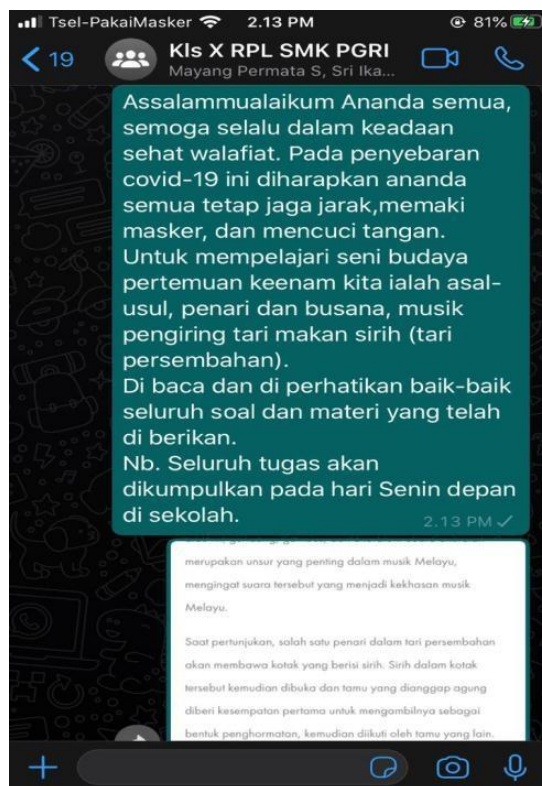 Tsel-PakaiMasker 2.13 PM 81%
19 Kls X RPL SMK PGRI
Mayang Permata S, Sri Ika...
Assalammualaikum Ananda semua,
semoga selalu dalam keadaan
sehat walafiat. Pada penyebaran
covid-19 ini diharapkan ananda
semua tetap jaga jarak,memaki
masker, dan mencuci tangan.
Untuk mempelajari seni budaya
pertemuan keenam kita ialah asal-
usul, penari dan busana, musik
pengiring tari makan sirih (tari
persembahan).
Di baca dan di perhatikan baik-baik
seluruh soal dan materi yang telah
di berikan.
Nb. Seluruh tugas akan
dikumpulkan pada hari Senin depan
di sekolah.
2.13 PM
merupakan unsur yang penting dalam musik Melayu,
mengingat suara tersebut yang menjadi kekhasan musik
Melayu.
Saat pertunjukan, salah satu penari dalam tari persembahan
akan membawa kotak yang berisi sirih. Sirih dalam kotak
tersebut kemudian dibuka dan tamu yang dianggap agung
diberi kesempatan pertama untuk mengambilnya sebagai
bentuk penghormatan, kemudian diikuti oleh tamu yang lain.